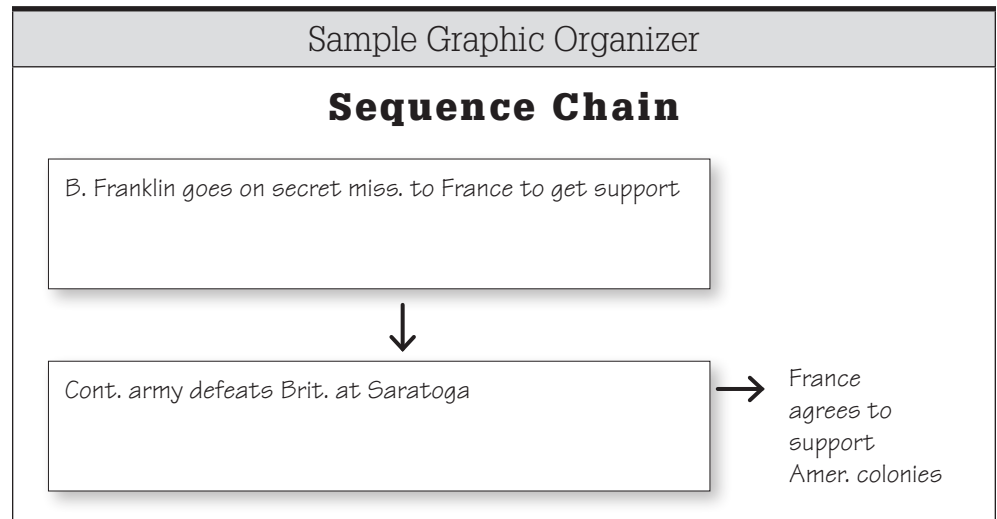 Sample Graphic Organizer
Sequence Chain
B. Franklin goes on secret miss. to France to get support
Cont. army defeats Brit. at Saratoga
France
agrees to
support
Amer. colonies